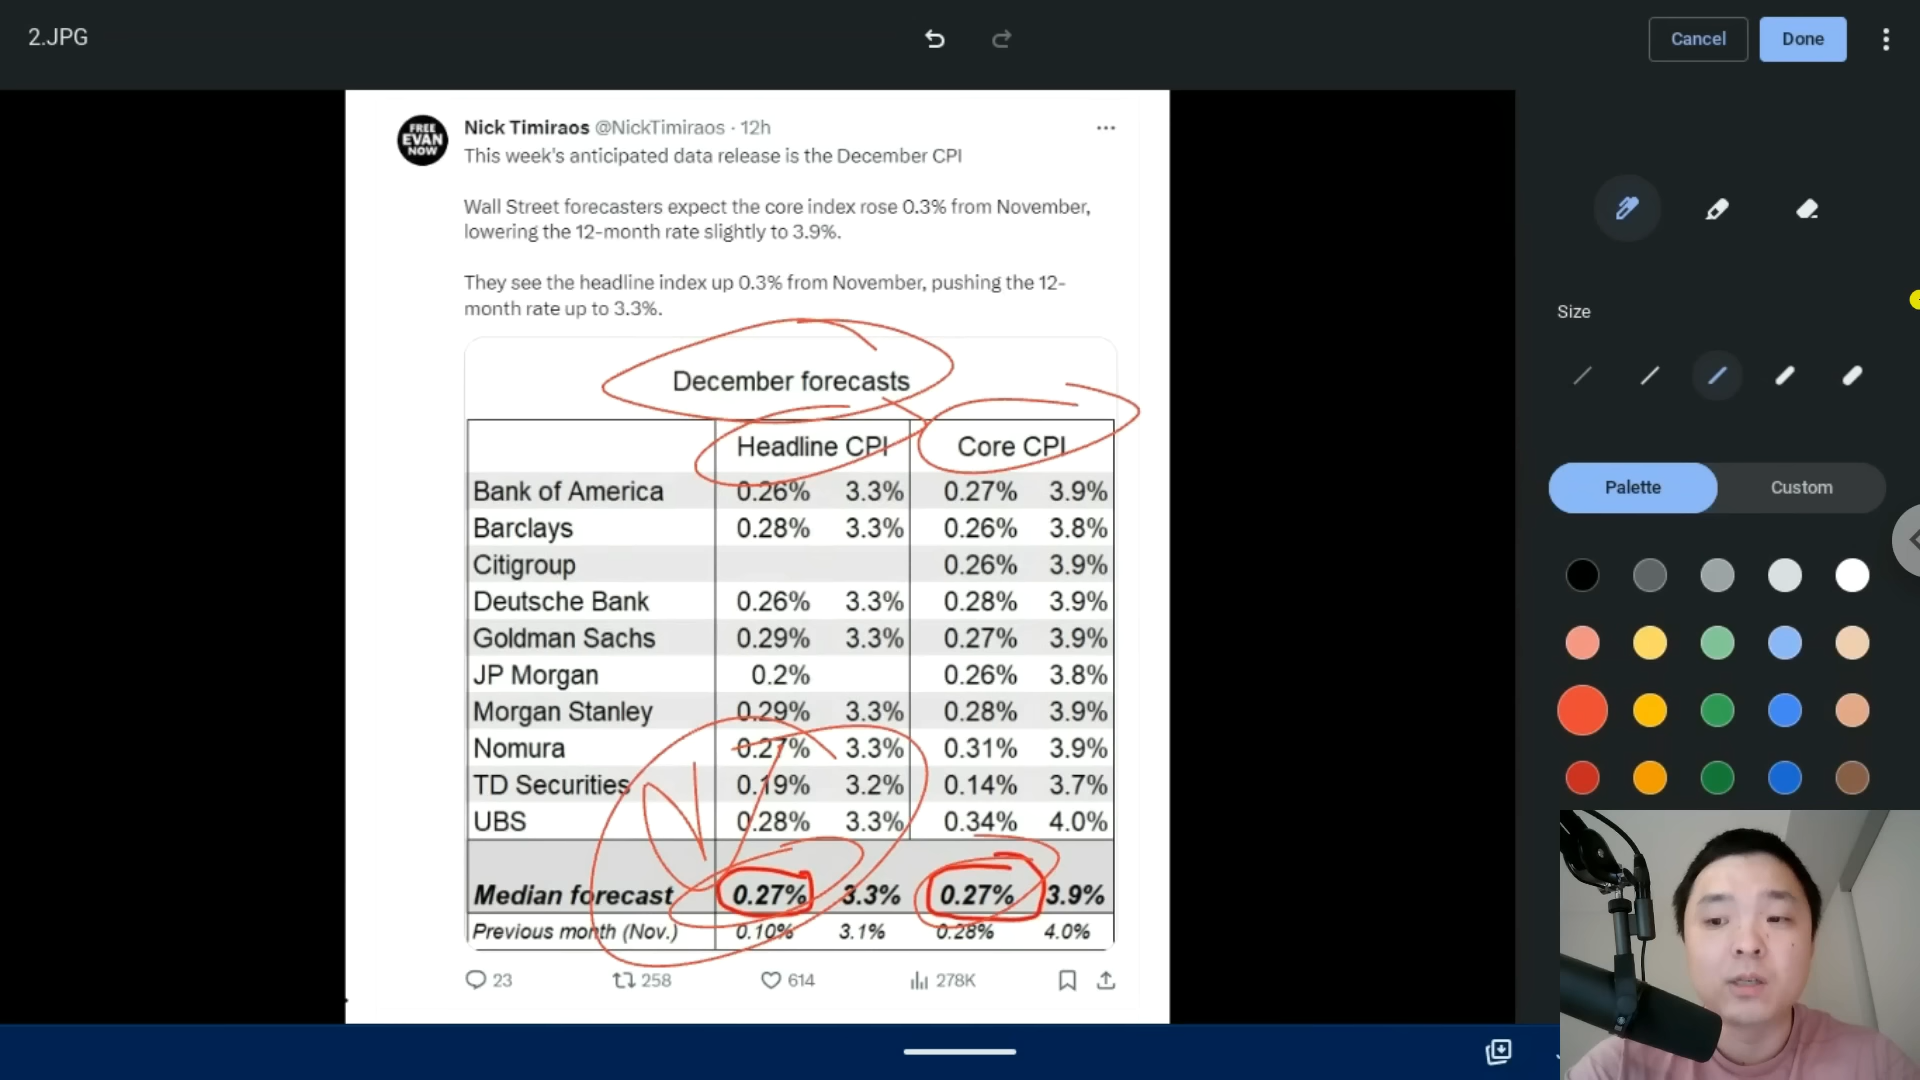 2.JPG
Cancel
Done
FREE
EVAN
NOW
Nick Timiraos @NickTimiraos · 12h
This week's anticipated data release is the December CPI
Wall Street forecasters expect the core index rose 0.3% from November,
lowering the 12-month rate slightly to 3.9%.
They see the headline index up 0.3% from November, pushing the 12-
month rate up to 3.3%.
December forecasts
Headline CPI Core CPI
Bank of America 0.26% 3.3% 0.27% 3.9%
Barclays 0.28% 3.3% 0.26% 3.8%
Citigroup 0.26% 3.9%
Deutsche Bank 0.26% 3.3% 0.28% 3.9%
Goldman Sachs 0.29% 3.3% 0.27% 3.9%
JP Morgan 0.2% 0.26% 3.8%
Morgan Stanley 0.29% 3.3% 0.28% 3.9%
Nomura 0.27% 3.3% 0.31% 3.9%
TD Securities 0.19% 3.2% 0.14% 3.7%
UBS 0.28% 3.3% 0.34% 4.0%
Median forecast 0.27% 3.3% 0.27% 3.9%
Previous month (Nov.) 0.10% 3.1% 0.28% 4.0%
23 258 614 278K
Size
Palette
Custom